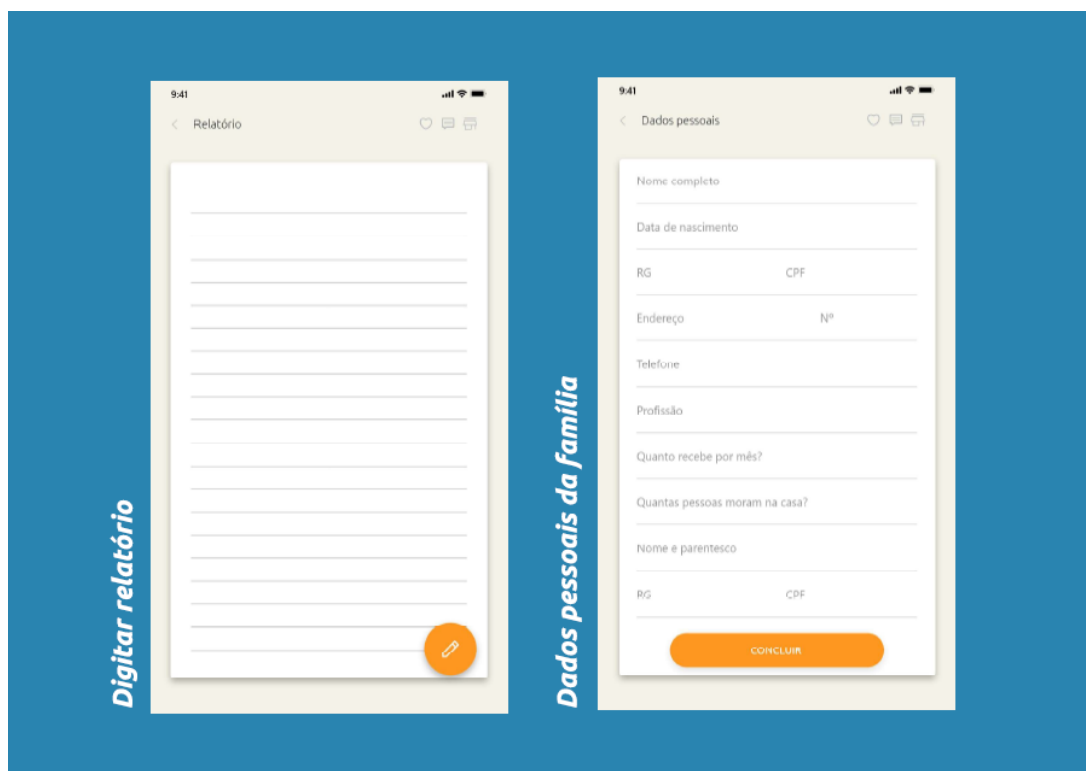 Digitar relatório
9:41
Relatório
Dados pessoais da família
9:41
Dados pessoais
Nome completo
Data de nascimento
RG CPF
Endereço Nº
Telefone
Profissão
Quanto recebe por mês?
Quantas pessoas moram na casa?
Nome e parentesco
RG CPF
CONCLUIR